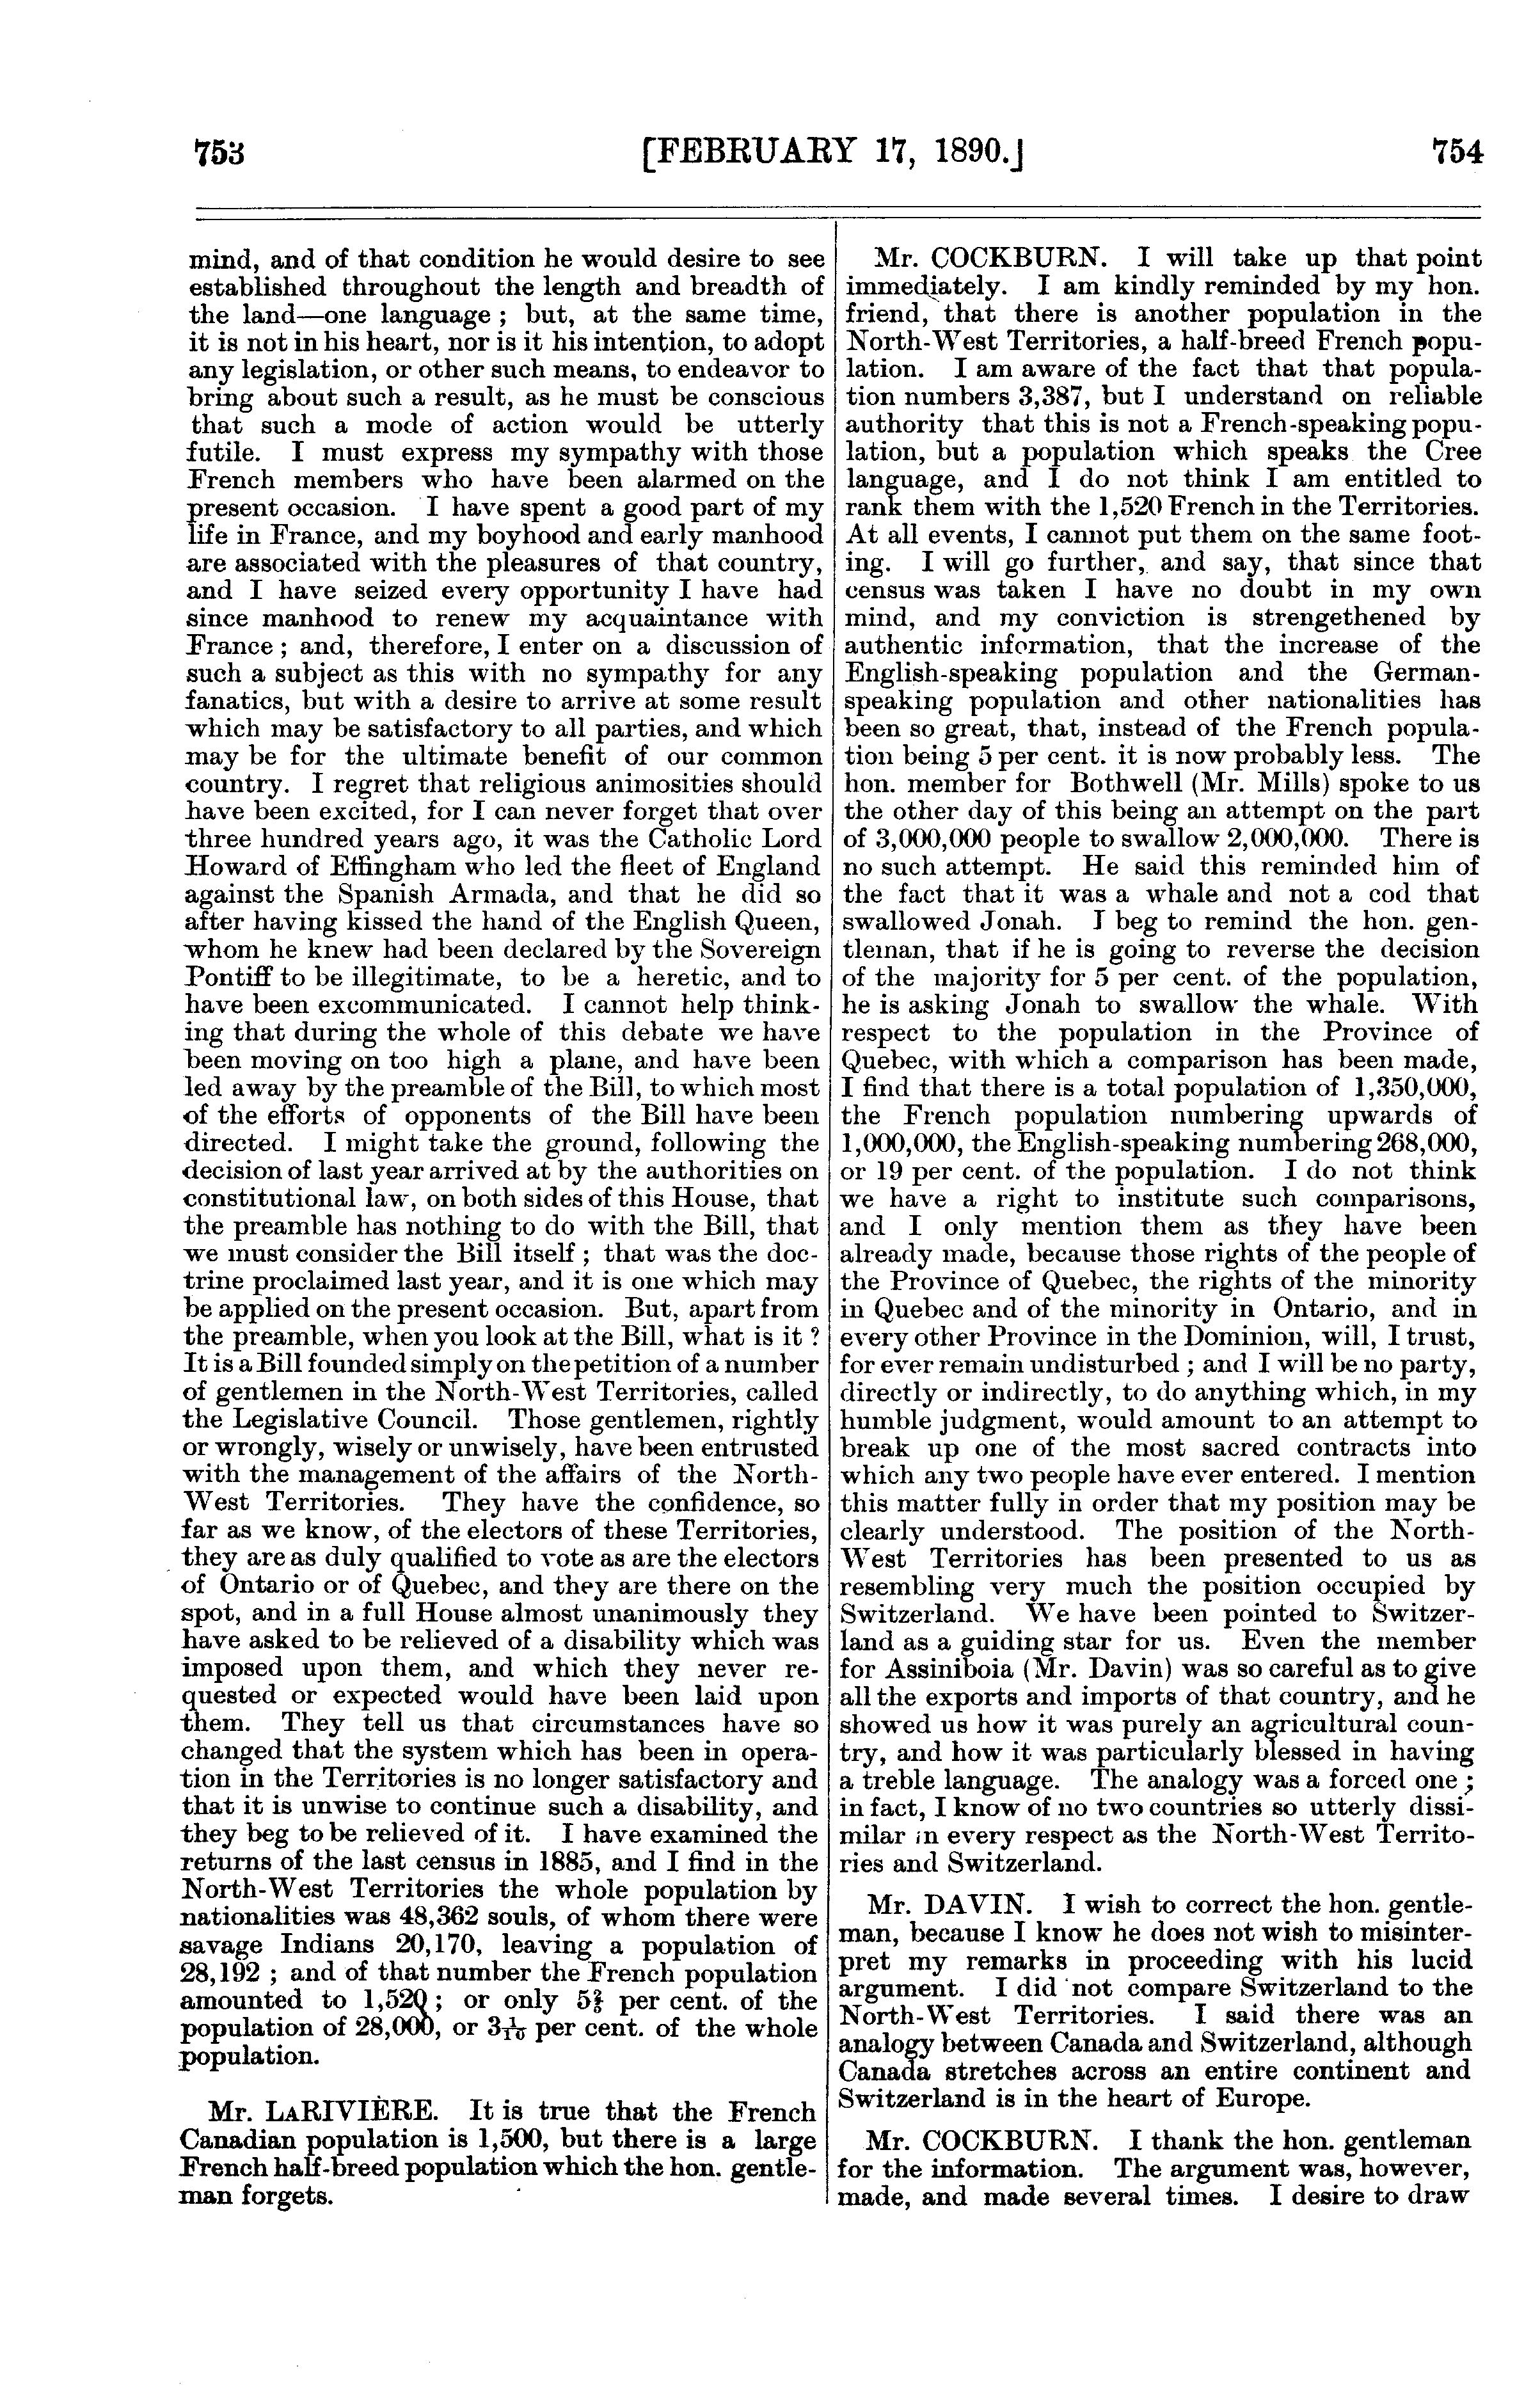 753
[FEBRUARY 17, 1890.]
754
mind, and of that condition he would desire to see
established throughout the length and breadth of
the land—one language ; but, at the same time,
it is not in his heart, nor is it his intention, to adopt
any legislation, or other such means, to endeavor to
bring about such a result, as he must be conscious
that such a mode of action would be utterly
futile. I must express my sympathy with those
French members who have been alarmed on the
present occasion. I have spent a good part of my
life in France, and my boyhood and early manhood
are associated with the pleasures of that country,
and I have seized every opportunity I have had
since manhood to renew my acquaintance with
France ; and, therefore, I enter on a discussion of
such a subject as this with no sympathy for any
fanatics, but with a desire to arrive at some result
which may be satisfactory to all parties, and which
may be for the ultimate benefit of our common
country. I regret that religious animosities should
have been excited, for I can never forget that over
three hundred years ago, it was the Catholic Lord
Howard of Effingham who led the fleet of England
against the Spanish Armada, and that he did so
after having kissed the hand of the English Queen,
whom he knew had been declared by the Sovereign
Pontiff to be illegitimate, to be a heretic, and to
have been excommunicated. I cannot help think-
ing that during the whole of this debate we have
been moving on too high a plane, and have been
led away by the preamble of the Bill, to which most
of the efforts of opponents of the Bill have been
directed. I might take the ground, following the
decision of last year arrived at by the authorities on
constitutional law, on both sides of this House, that
the preamble has nothing to do with the Bill, that
we must consider the Bill itself ; that was the doc-
trine proclaimed last year, and it is one which may
be applied on the present occasion. But, apart from
the preamble, when you look at the Bill, what is it ?
It is a Bill founded simply on the petition of a number
of gentlemen in the North-West Territories, called
the Legislative Council. Those gentlemen, rightly
or wrongly, wisely or unwisely, have been entrusted
with the management of the affairs of the North-
West Territories. They have the confidence, so
far as we know, of the electors of these Territories,
they are as duly qualified to vote as are the electors
of Ontario or of Quebec, and they are there on the
spot, and in a full House almost unanimously they
have asked to be relieved of a disability which was
imposed upon them, and which they never re-
quested or expected would have been laid upon
them. They tell us that circumstances have so
changed that the system which has been in opera-
tion in the Territories is no longer satisfactory and
that it is unwise to continue such a disability, and
they beg to be relieved of it. I have examined the
returns of the last census in 1885, and I find in the
North-West Territories the whole population by
nationalities was 48,362 souls, of whom there were
savage Indians 20,170, leaving a population of
28,192 ; and of that number the French population
amounted to 1,520 ; or only per cent. of the
population of 28,000, or 3 1/10 per cent. of the whole
population.
Mr. LARIVIÈRE. It is true that the French
Canadian population is 1,500, but there is a large
French half-breed population which the hon. gentle-
man forgets.
Mr. COCKBURN. I will take up that point
immediately. I am kindly reminded by my hon.
friend, that there is another population in the
North-West Territories, a half-breed French popu-
lation. I am aware of the fact that that popula-
tion numbers 3,387, but I understand on reliable
authority that this is not a French-speaking popu-
lation, but a population which speaks the Cree
language, and I do not think I am entitled to
rank them with the 1,520 French in the Territories.
At all events, I cannot put them on the same foot-
ing. I will go further, and say, that since that
census was taken I have no doubt in my own
mind, and my conviction is strengethened by
authentic information, that the increase of the
English-speaking population and the German-
speaking population and other nationalities has
been so great, that, instead of the French popula-
tion being 5 per cent. it is now probably less. The
hon. member for Bothwell (Mr. Mills) spoke to us
the other day of this being an attempt on the part
of 3,000,000 people to swallow 2,000,000. There is
no such attempt. He said this reminded him of
the fact that it was a whale and not a cod that
swallowed Jonah. I beg to remind the hon. gen-
tleman, that if he is going to reverse the decision
of the majority for 5 per cent. of the population,
he is asking Jonah to swallow the whale. With
respect to the population in the Province of
Quebec, with which a comparison has been made,
I find that there is a total population of 1,350,000,
the French population numbering upwards of
1,000,000, the English-speaking numbering 268,000,
or 19 per cent. of the population. I do not think
we have a right to institute such comparisons,
and I only mention them as they have been
already made, because those rights of the people of
the Province of Quebec, the rights of the minority
in Quebec and of the minority in Ontario, and in
every other Province in the Dominion, will, I trust,
for ever remain undisturbed ; and I will be no party,
directly or indirectly, to do anything which, in my
humble judgment, would amount to an attempt to
break up one of the most sacred contracts into
which any two people have ever entered. I mention
this matter fully in order that my position may be
clearly understood. The position of the North-
West Territories has been presented to us as
resembling very much the position occupied by
Switzerland. We have been pointed to Switzer-
land as a guiding star for us. Even the member
for Assiniboia (Mr. Davin) was so careful as to give
all the exports and imports of that country, and he
showed us how it was purely an agricultural coun-
try, and how it was particularly blessed in having
a treble language. The analogy was a forced one ;
in fact, I know of no two countries so utterly dissi-
milar in every respect as the North-West Territo-
ries and Switzerland.
Mr. DAVIN. I wish to correct the hon. gentle-
man, because I know he does not wish to misinter-
pret my remarks in proceeding with his lucid
argument. I did not compare Switzerland to the
North-West Territories. I said there was an
analogy between Canada and Switzerland, although
Canada stretches across an entire continent and
Switzerland is in the heart of Europe.
Mr. COCKBURN. I thank the hon. gentleman
for the information. The argument was, however,
made, and made several times. I desire to draw